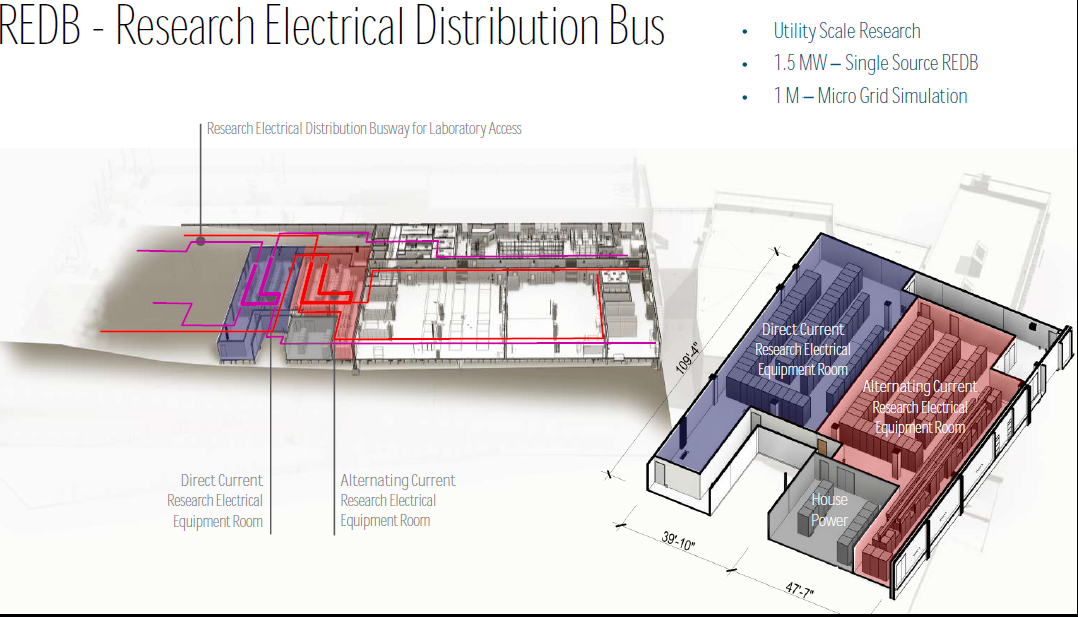 REDB - Research Electrical Distribution Bus
• Utility Scale Research
• 1.5 MW – Single Source REDB
• 1 M – Micro Grid Simulation
Research Electrical Distribution Busway for Laboratory Access
Direct Current
Research Electrical
Equipment Room
Alternating Current
Research Electrical
Equipment Room
Direct Current
Research Electrical
Equipment Room
Alternating Current
Research Electrical
Equipment Room
House
Power
109'-4"
39'-10"
47'-7"